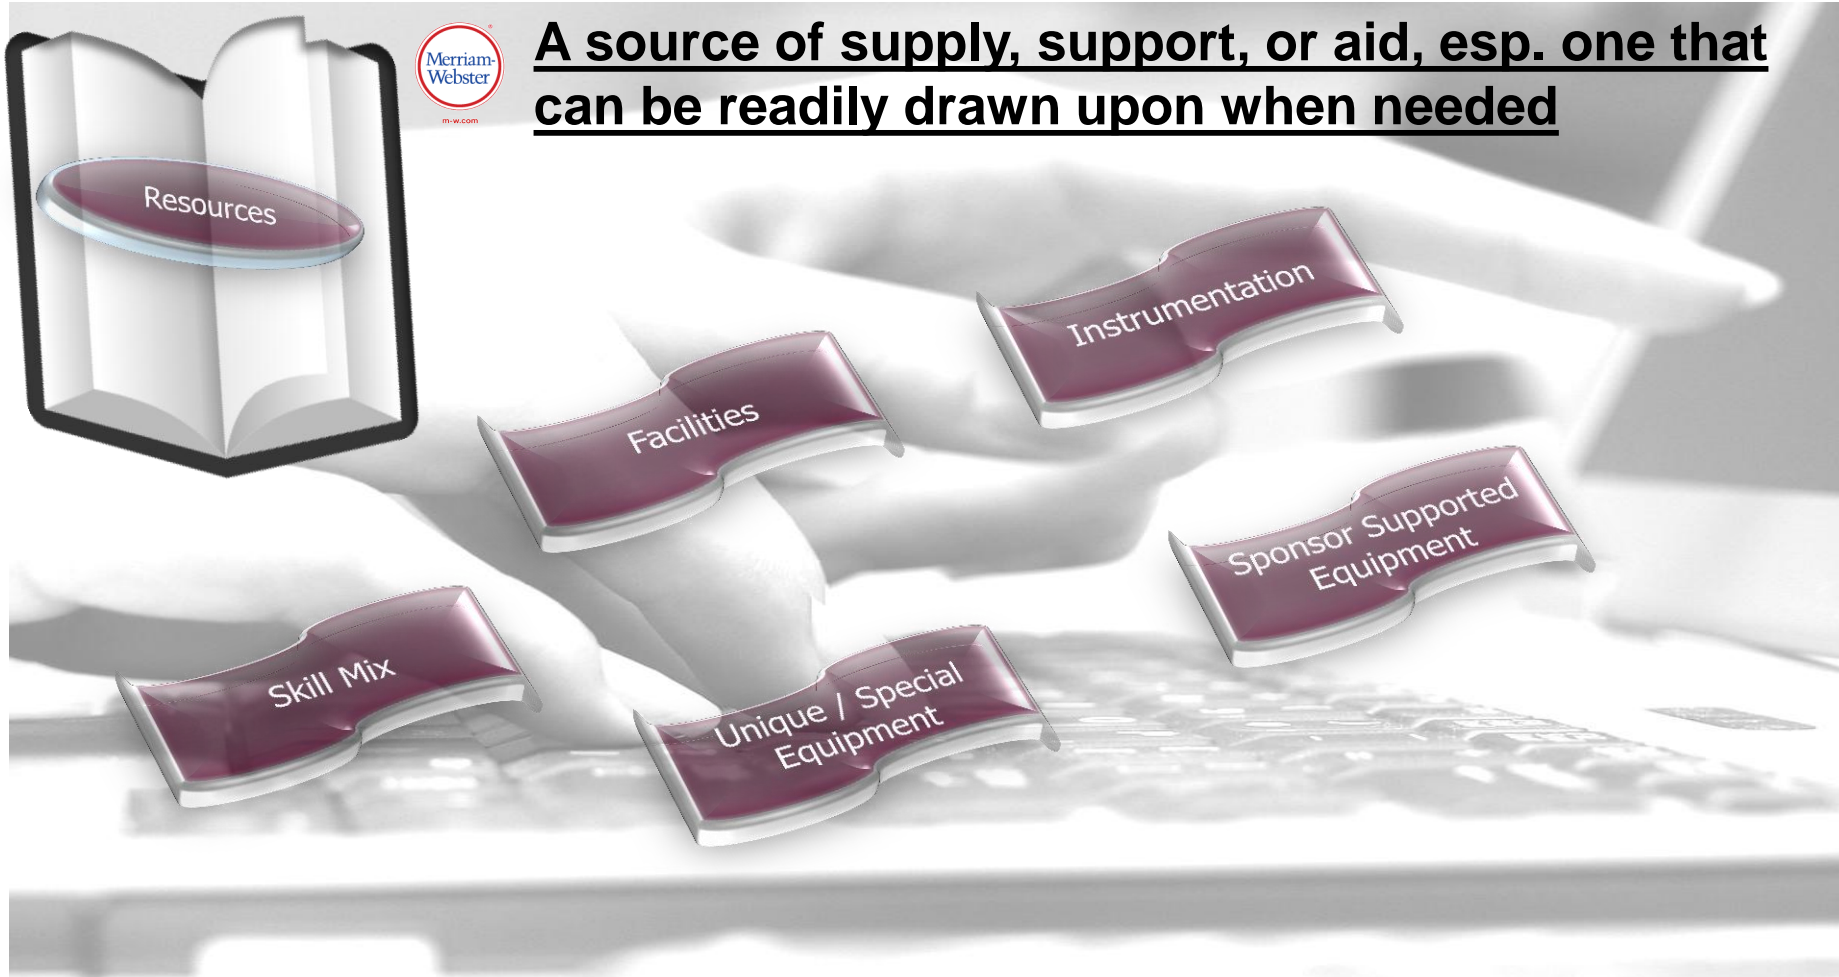 Merriam-
Webster
®
m-w.com
A source of supply, support, or aid, esp. one that
can be readily drawn upon when needed
Resources
Instrumentation
Facilities
Sponsor Supported
Equipment
Skill Mix
Unique / Special
Equipment